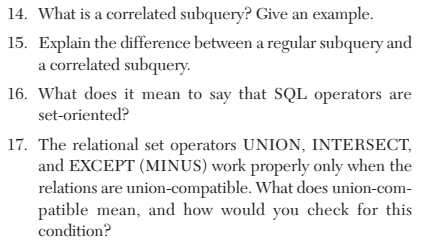 14. What is a correlated subquery? Give an example.
15. Explain the difference between a regular subquery and
a correlated subquery.
16. What does it mean to say that SQL operators are
set-oriented?
17. The relational set operators UNION, INTERSECT,
and EXCEPT (MINUS) work properly only when the
relations are union-compatible. What does union-com-
patible mean, and how would you check for this
condition?